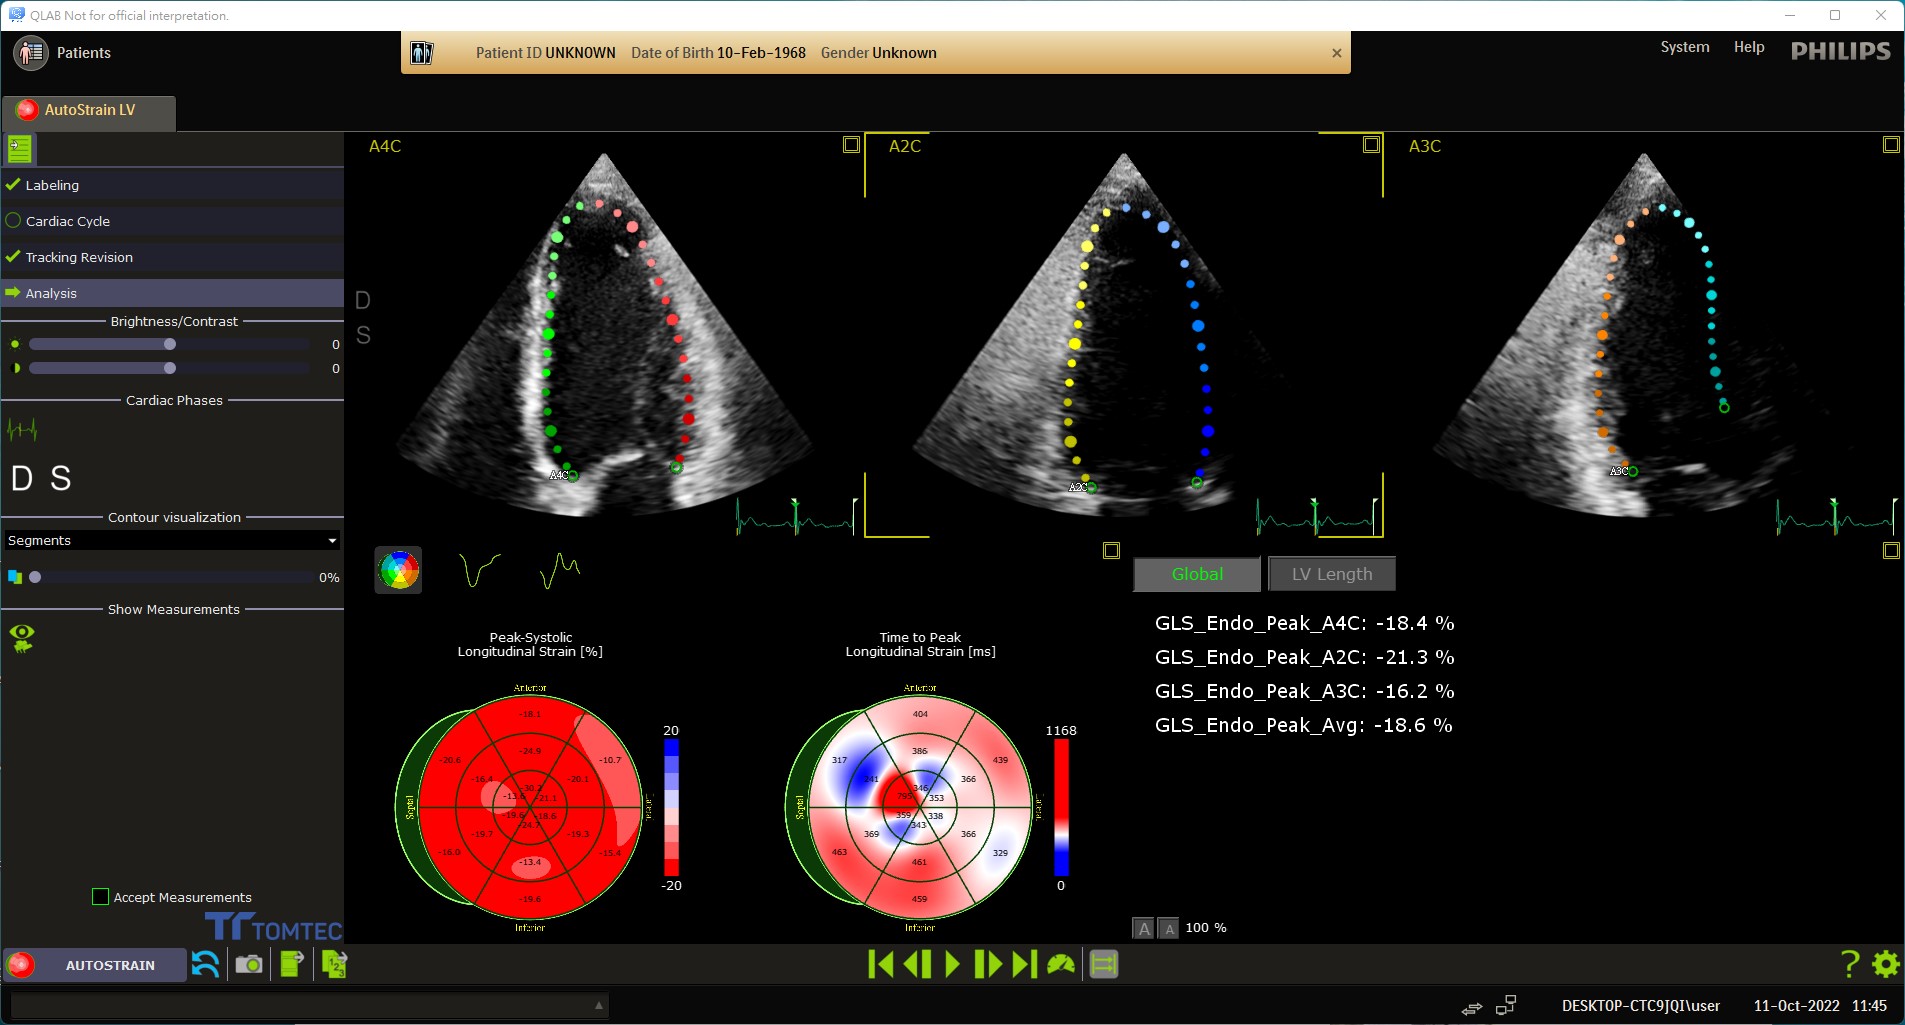 QLAB Not for official interpretation.
Patients
Patient ID UNKNOWN Date of Birth 10-Feb-1968 Gender Unknown
System Help PHILIPS
AutoStrain LV
Labeling
Cardiac Cycle
Tracking Revision
Analysis
Brightness/Contrast
0
0
Cardiac Phases
D S
Contour visualization
Segments
0%
Show Measurements
Accept Measurements
TOMTEC
A4C
D
S
A4C
A2C
A2C
A3C
A3C
Peak-Systolic
Longitudinal Strain [%]
Anterior
-18.1
-24.9
-20.6
-10.7
-16.4
-20.1
-30.2
-13.6
-21.1
Septal
-19.6
-18.6
-24.7
-19.7
-19.3
-16.0
-15.4
-13.4
-19.6
Inferior
20
-20
Time to Peak
Longitudinal Strain [ms]
Anterior
404
386
317
439
241
366
346
795
353
Septal
359
338
343
369
366
463
329
461
459
Inferior
1168
0
Global LV Length
GLS_Endo_Peak_A4C: -18.4 %
GLS_Endo_Peak_A2C: -21.3 %
GLS_Endo_Peak_A3C: -16.2 %
GLS_Endo_Peak_Avg: -18.6 %
A A 100 %
AUTOSTRAIN
123
?
DESKTOP-CTC9JQI\user 11-Oct-2022 11:45